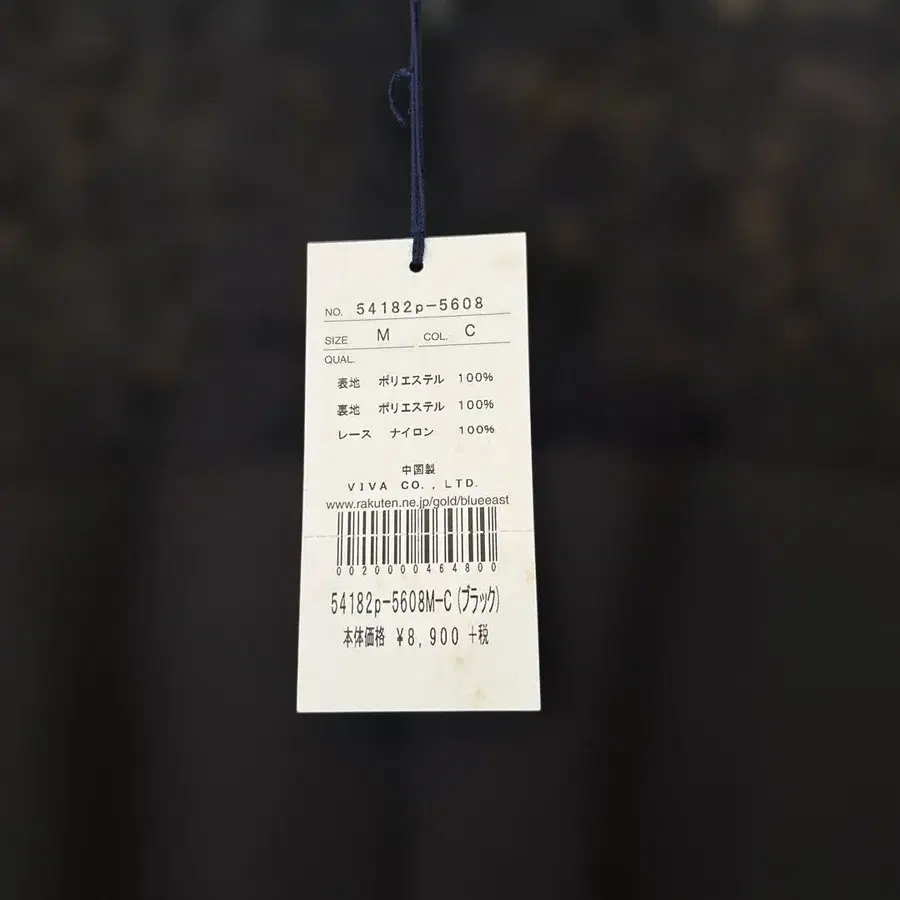 NO. 54182p-5608
SIZE M COL. C
QUAL.
表地 ポリエステル 100%
裏地 ポリエステル 100%
レース ナイロン 100%
中国製
VIVA CO.,LTD.
www.rakuten.ne.jp/gold/blueeast
0020000464800
54182p-5608M-C(ブラック)
本体価格 ¥8,900 +税